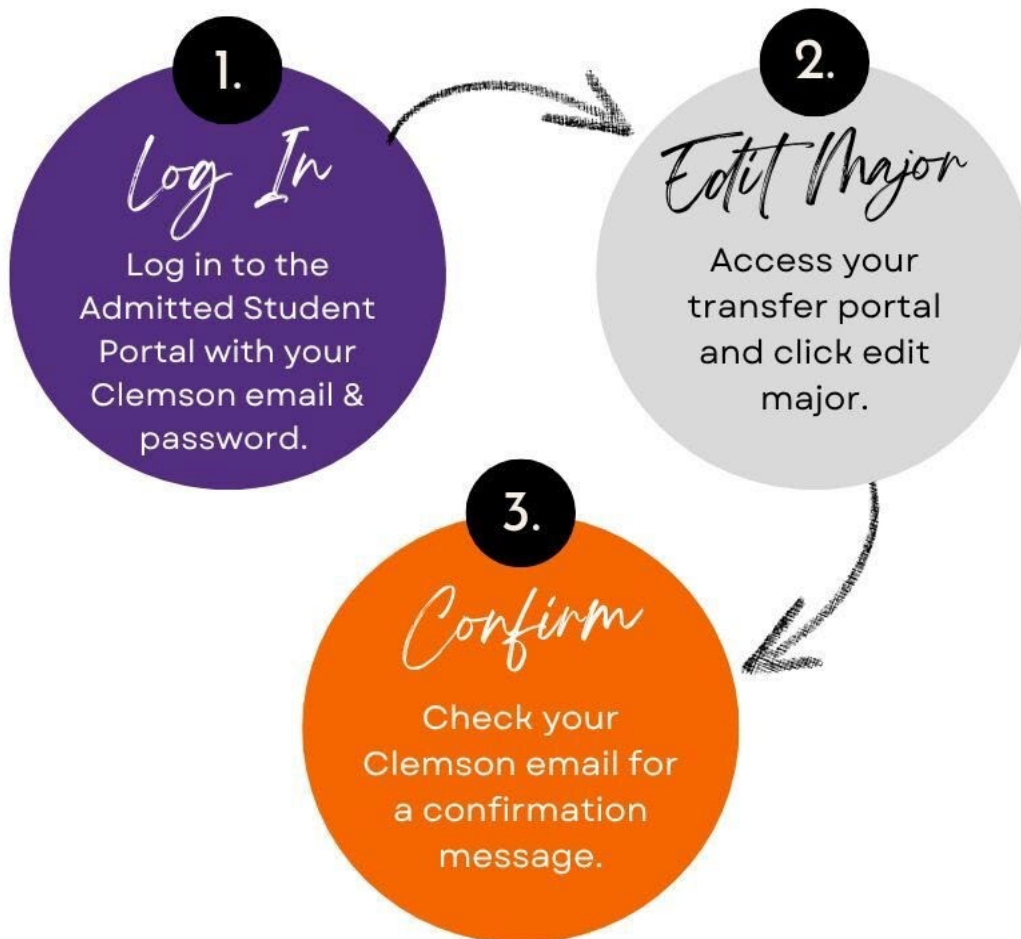 1.
Log In
Log in to the
Admitted Student
Portal with your
Clemson email &
password.
2.
Edit Major
Access your
transfer portal
and click edit
major.
3.
Confirm
Check your
Clemson email for
a confirmation
message.